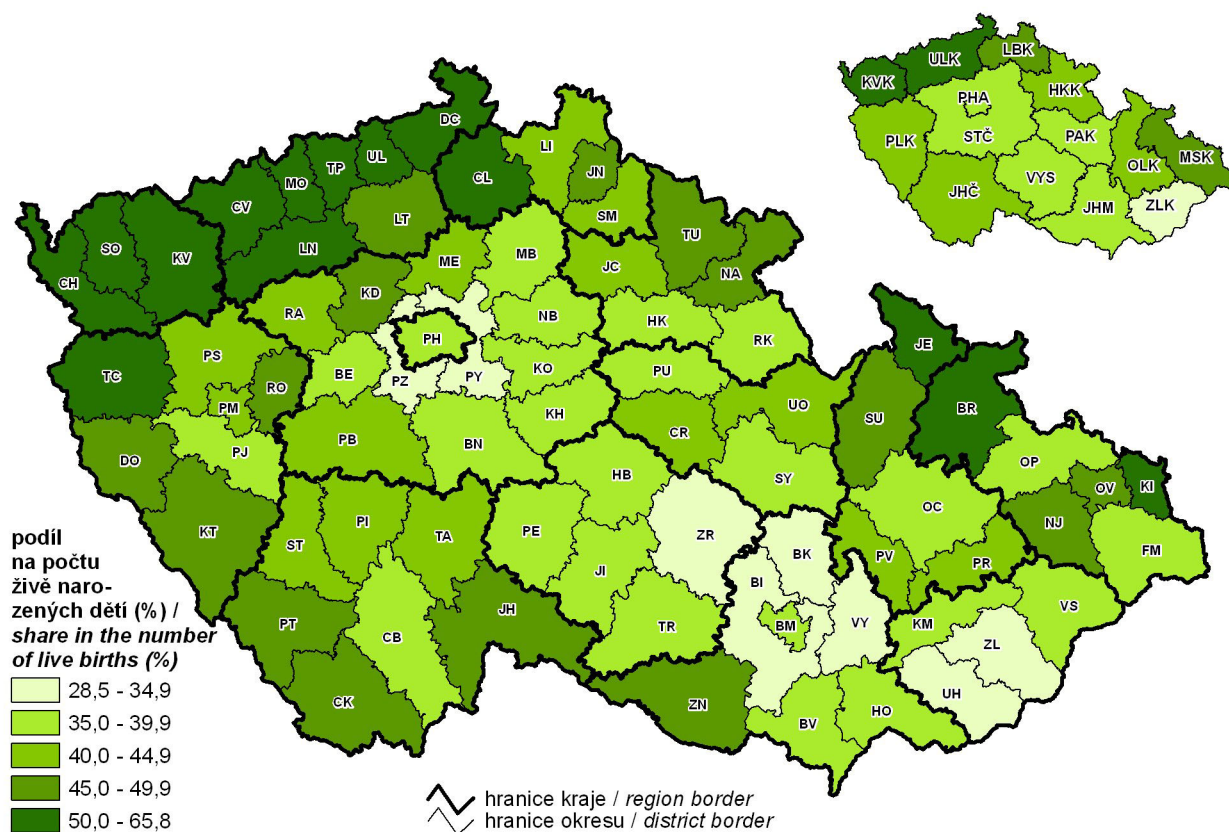 LBK
ULK
KVK
HKK
PHA
STČ
PAK
PLK
MSK
OLK
VYS
JHČ
JHM
ZLK
DC
UL
TP
MO
CV
LT
LN
CL
LI
JN
SM
SO
KV
CH
TU
NA
MB
ME
JC
KD
RA
NB
HK
RK
PH
PS
TC
RO
PM
BE
PZ
PY
KO
PU
JE
BR
SU
UO
KH
CR
PB
BN
PJ
DO
SY
OP
OV
KI
HB
OC
NJ
KT
ST
PI
TA
PE
ZR
BK
PV
PR
FM
JI
BI
VS
PT
CB
JH
TR
BM
VY
KM
ZL
UH
CK
ZN
BV
HO
podíl
na počtu
živě naro-
zených dětí (%) /
share in the number
of live births (%)
28,5 - 34,9
35,0 - 39,9
40,0 - 44,9
45,0 - 49,9
50,0 - 65,8
hranice kraje / region border
hranice okresu / district border